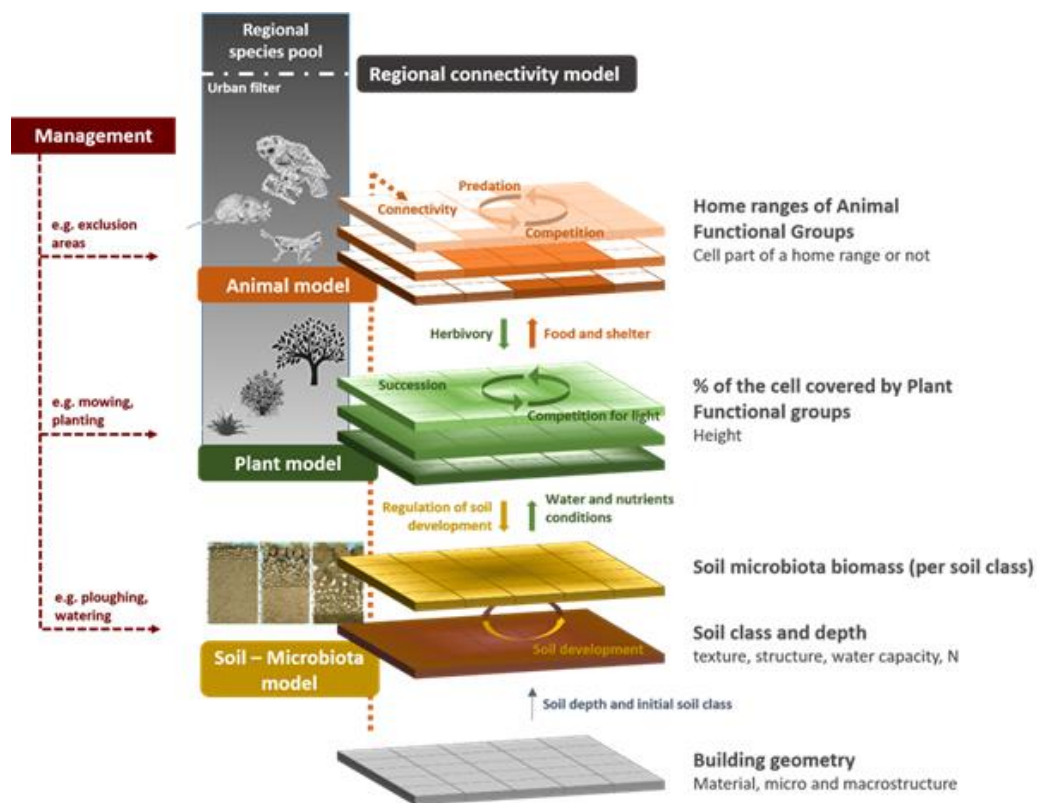 Regional
species pool
Regional connectivity model
Urban filter
Management
Predation
Connectivity
Competition
Home ranges of Animal
Functional Groups
Cell part of a home range or not
e.g. exclusion
areas
Animal model
Herbivory
Food and shelter
Succession
Competition for light
% of the cell covered by Plant
Functional groups
Height
e.g. mowing,
planting
Plant model
Regulation of soil
development
Water and nutrients
conditions
Soil microbiota biomass (per soil class)
e.g. ploughing,
watering
Soil development
Soil class and depth
texture, structure, water capacity, N
Soil – Microbiota
model
Soil depth and initial soil class
Building geometry
Material, micro and macrostructure